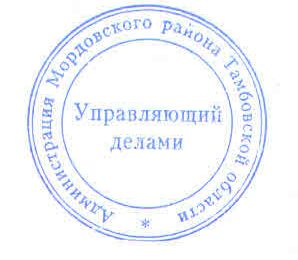 Администрация Мордовского района Тамбовской области *
Управляющий
делами